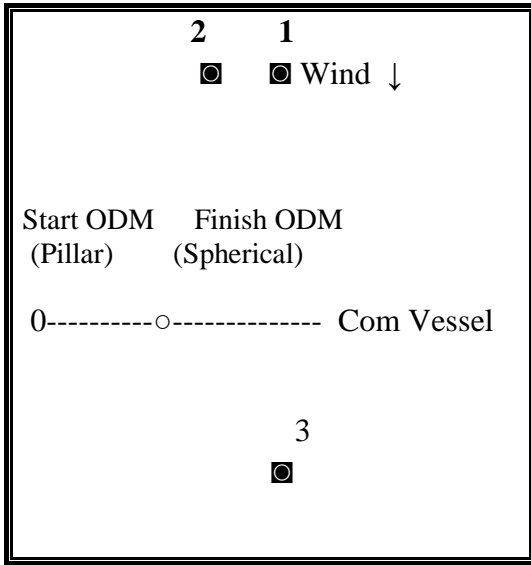 2 1
◙ ◙ Wind ↓
Start ODM Finish ODM
(Pillar) (Spherical)
0----------○-------------- Com Vessel
3
◙